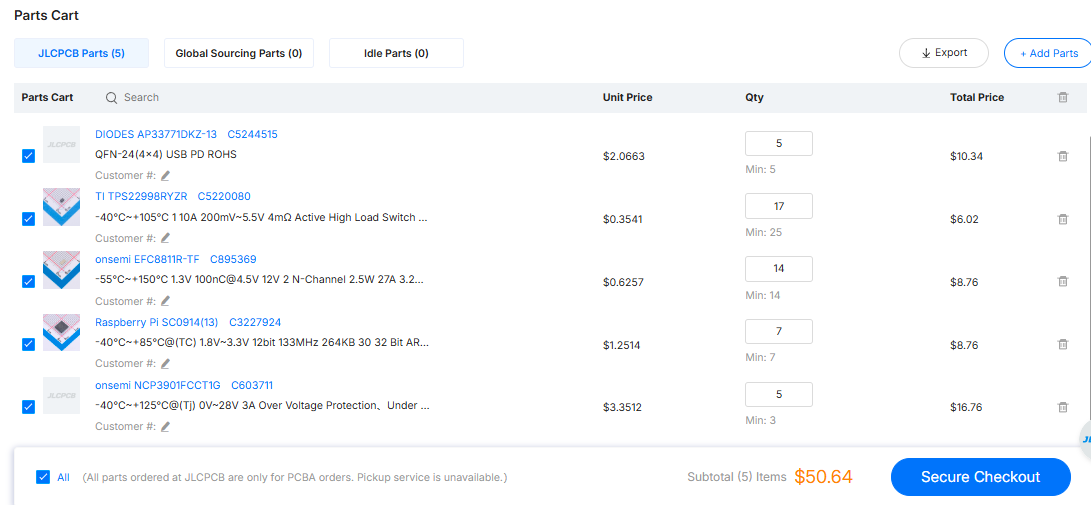 Parts Cart
JLCPCB Parts (5)
Global Sourcing Parts (0)
Idle Parts (0)
Export
+ Add Parts
Parts Cart
Search
Unit Price
Qty
Total Price
JLCPCB
DIODES AP33771DKZ-13 C5244515
QFN-24(4×4) USB PD ROHS
Customer #:
$2.0663
5
Min: 5
$10.34
TI TPS22998RYZR C5220080
-40℃~+105℃ 1 10A 200mV~5.5V 4mΩ Active High Load Switch ...
Customer #:
$0.3541
17
Min: 25
$6.02
onsemi EFC8811R-TF C895369
-55℃~+150℃ 1.3V 100nC@4.5V 12V 2 N-Channel 2.5W 27A 3.2...
Customer #:
$0.6257
14
Min: 14
$8.76
Raspberry Pi SC0914(13) C3227924
-40℃~+85℃@(TC) 1.8V~3.3V 12bit 133MHz 264KB 30 32 Bit AR...
Customer #:
$1.2514
7
Min: 7
$8.76
JLCPCB
onsemi NCP3901FCCT1G C603711
-40℃~+125℃@(Tj) 0V~28V 3A Over Voltage Protection、Under ...
Customer #:
$3.3512
5
Min: 3
$16.76
All
(All parts ordered at JLCPCB are only for PCBA orders. Pickup service is unavailable.)
Subtotal (5) Items $50.64
Secure Checkout